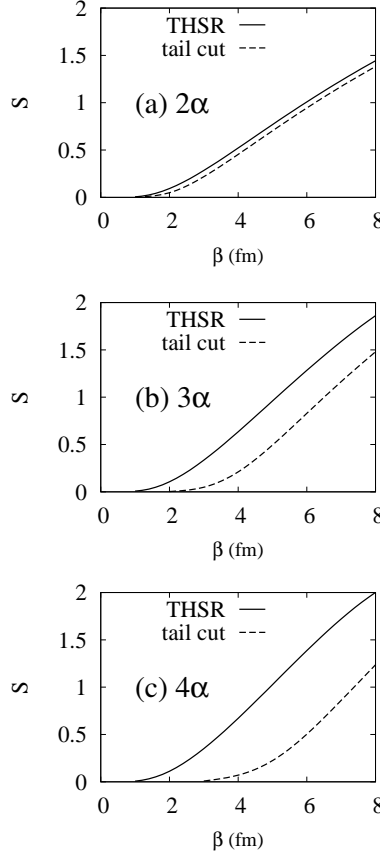 2
1.5
1
0.5
0
S
THSR
tail cut
(a) 2α
0 2 4 6 8
β (fm)
2
1.5
1
0.5
0
S
THSR
tail cut
(b) 3α
0 2 4 6 8
β (fm)
2
1.5
1
0.5
0
S
THSR
tail cut
(c) 4α
0 2 4 6 8
β (fm)